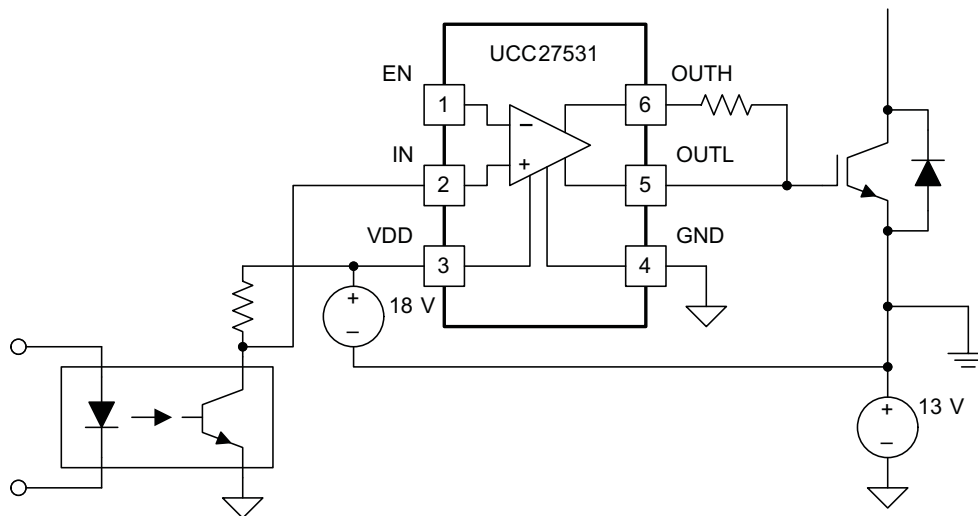 UCC27531
EN
OUTH
1
6
IN
OUTL
2
5
VDD
GND
3
4
+
18 V
–
+
13 V
–
–
+